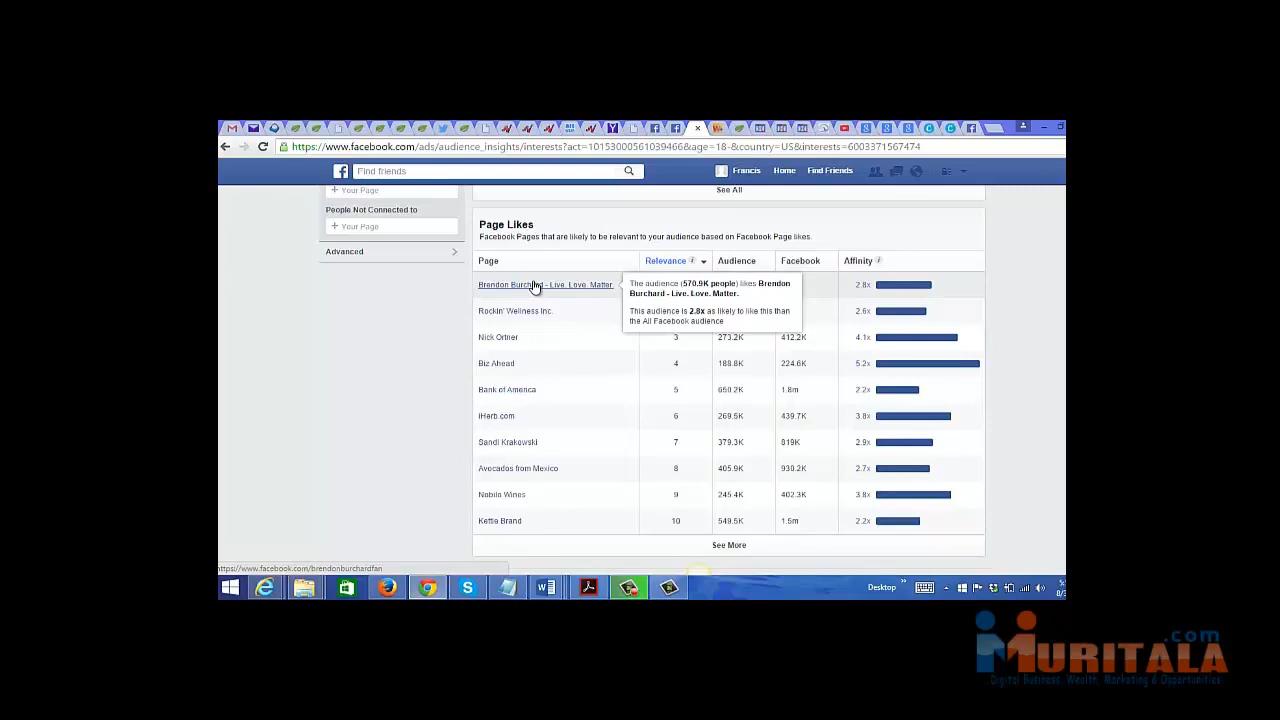 https://www.facebook.com/ads/audience_insights/interests?act=10153000561039466&age=18-&country=US&interests=6003371567474
Find friends
Francis Home Find Friends
+ Your Page
See All
People Not Connected to
+ Your Page
Advanced
Page Likes
Facebook Pages that are likely to be relevant to your audience based on Facebook Page likes.
Page Relevance Audience Facebook Affinity
Brendon Burchard - Live. Love. Matter. 2.8x
The audience (570.9K people) likes Brendon
Burchard - Live. Love. Matter.
This audience is 2.8x as likely to like this than
the All Facebook audience
Rockin' Wellness Inc. 2.6x
Nick Ortner 3 273.2K 412.2K 4.1x
Biz Ahead 4 188.8K 224.6K 5.2x
Bank of America 5 650.2K 1.8m 2.2x
iHerb.com 6 269.5K 439.7K 3.8x
Sandi Krakowski 7 379.3K 819K 2.9x
Avocados from Mexico 8 405.9K 930.2K 2.7x
Nobilo Wines 9 245.4K 402.3K 3.8x
Kettle Brand 10 549.5K 1.5m 2.2x
See More
https://www.facebook.com/brendonburchardfan
Desktop
.com
MURITALA
Digital Business, Wealth, Marketing & Opportunities